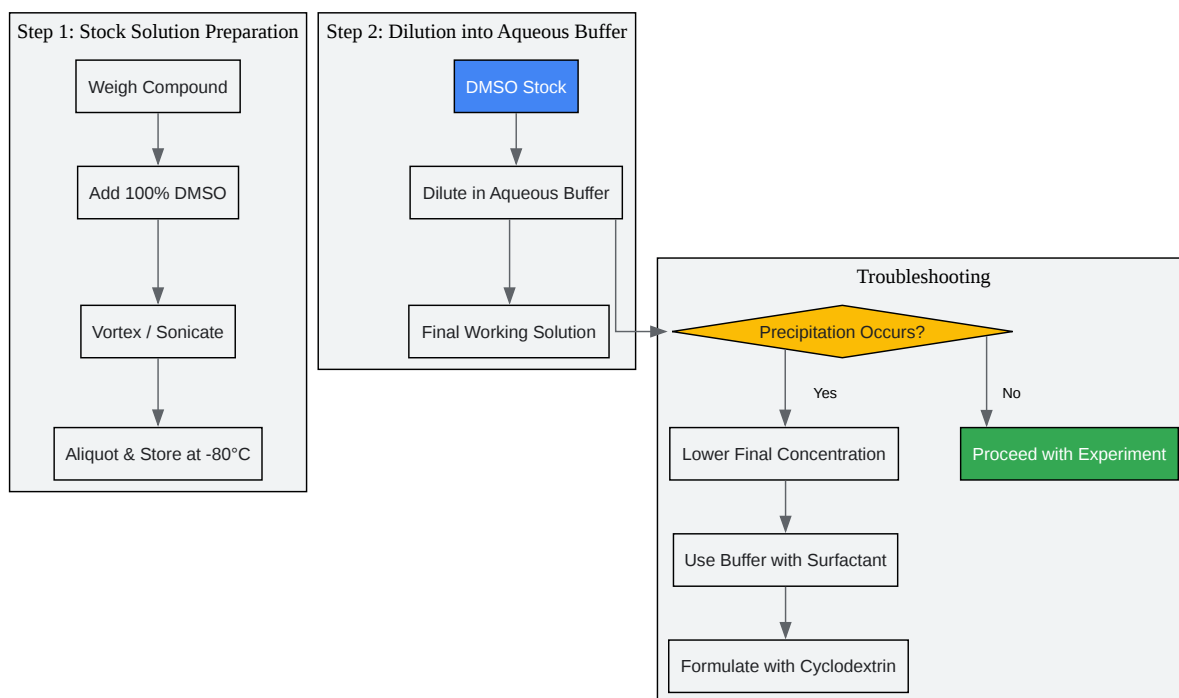 Step 1: Stock Solution Preparation
Weigh Compound
Add 100% DMSO
Vortex / Sonicate
Aliquot & Store at -80°C
Step 2: Dilution into Aqueous Buffer
DMSO Stock
Dilute in Aqueous Buffer
Final Working Solution
Troubleshooting
Precipitation Occurs?
Yes
No
Lower Final Concentration
Proceed with Experiment
Use Buffer with Surfactant
Formulate with Cyclodextrin